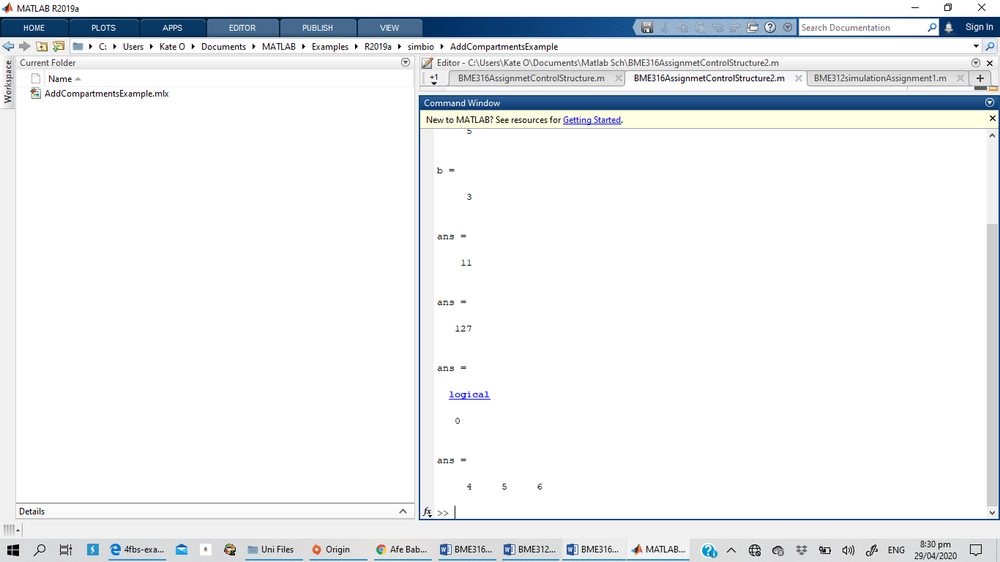 MATLAB R2019a
HOME PLOTS APPS EDITOR PUBLISH VIEW Search Documentation Sign In
C: Users Kate O Documents MATLAB Examples R2019a simbio AddCompartmentsExample
Current Folder
Editor - C:\Users\Kate O\Documents\Matlab Sch\BME316AssignmetControlStructure2.m
Workspace
Name
+1 BME316AssignmetControlStructure.m BME316AssignmetControlStructure2.m BME312simulationAssignment1.m +
AddCompartmentsExample.mlx
Command Window
New to MATLAB? See resources for Getting Started.
5
b =
3
ans =
11
ans =
127
ans =
logical
0
ans =
4 5 6
Details
fx >>
4fbs-exa... a Uni Files Origin Afe Bab... BME316... BME312... BME316... MATLAB... ENG 8:30 pm
29/04/2020